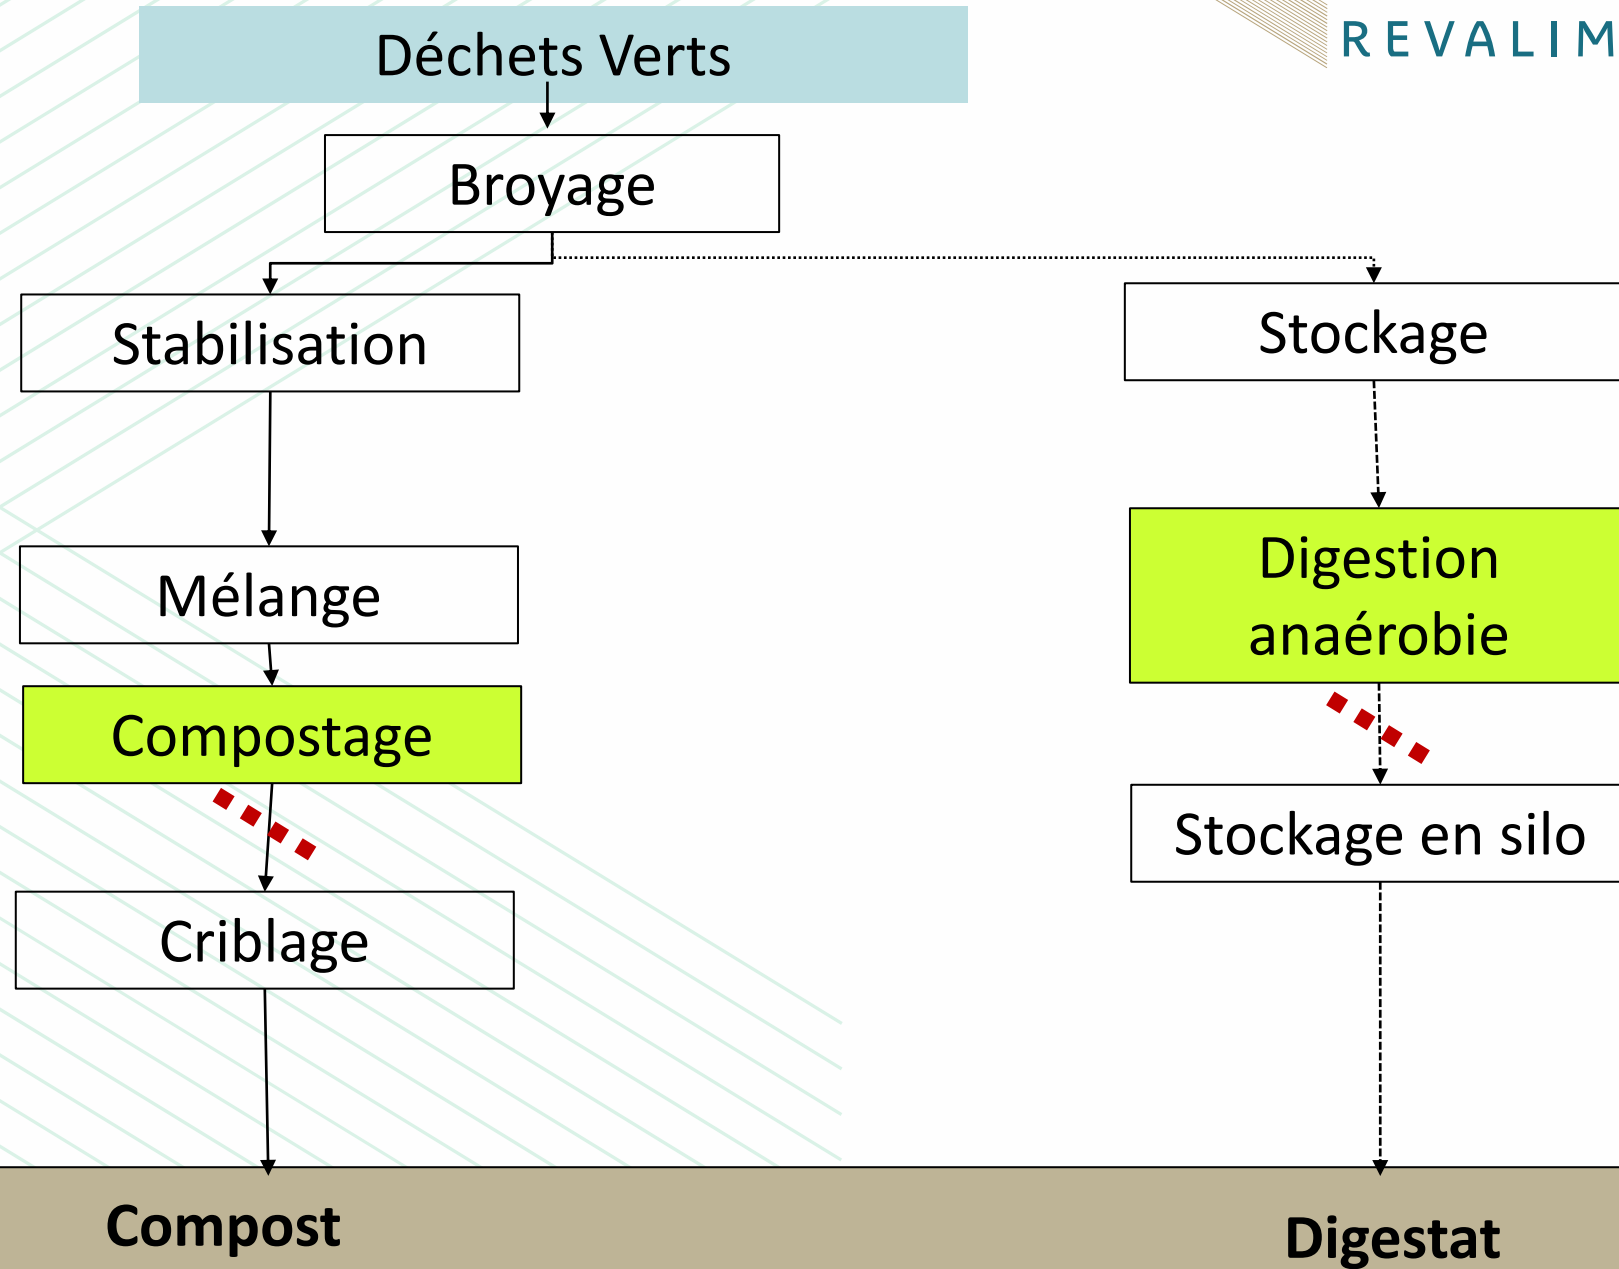 REVALIM
Déchets Verts
Broyage
Stabilisation
Stockage
Mélange
Digestion
anaérobie
Compostage
Stockage en silo
Criblage
Compost
Digestat